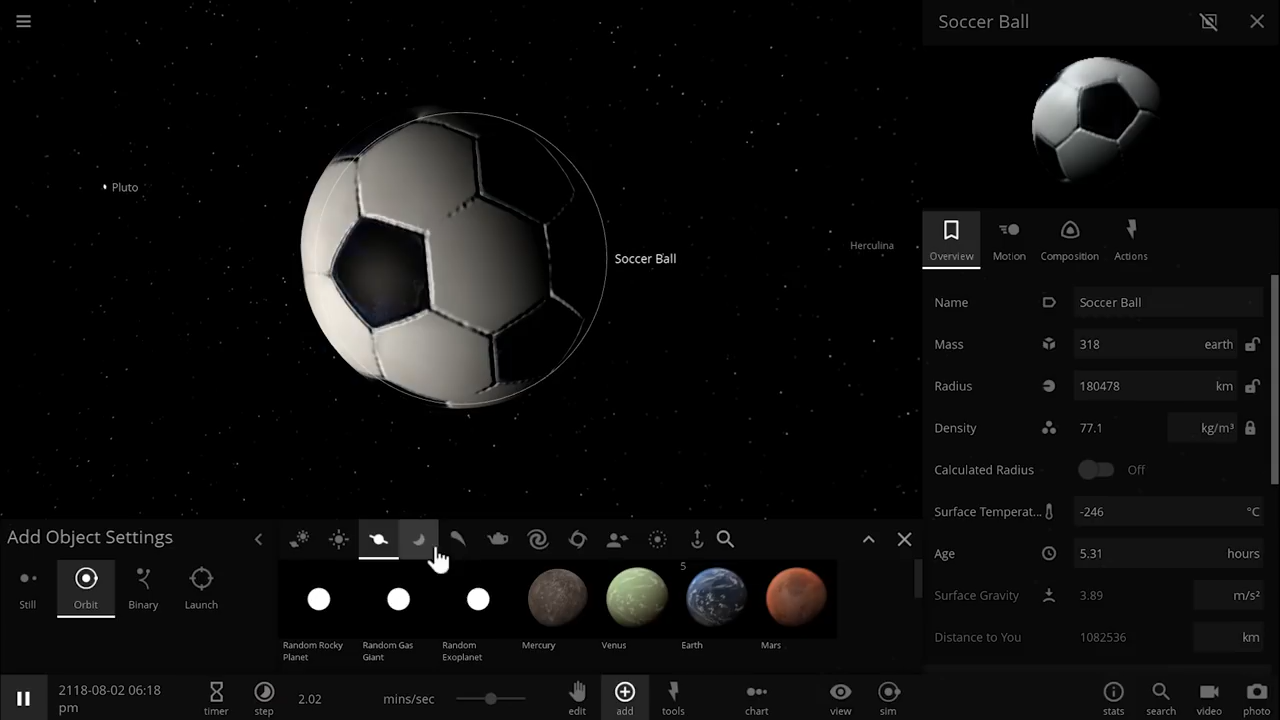 Soccer Ball
Pluto
Herculina
Soccer Ball
Overview
Motion
Composition
Actions
Name
Soccer Ball
Mass
318 earth
Radius
180478 km
Density
77.1 kg/m³
Calculated Radius
Off
Surface Temperat...
-246 °C
Age
5.31 hours
Surface Gravity
3.89 m/s²
Distance to You
1082536 km
Add Object Settings
Still
Orbit
Binary
Launch
5
Random Rocky
Planet
Random Gas
Giant
Random
Exoplanet
Mercury
Venus
Earth
Mars
2118-08-02 06:18
pm
timer
step
2.02 mins/sec
edit
add
tools
chart
view
sim
stats
search
video
photo